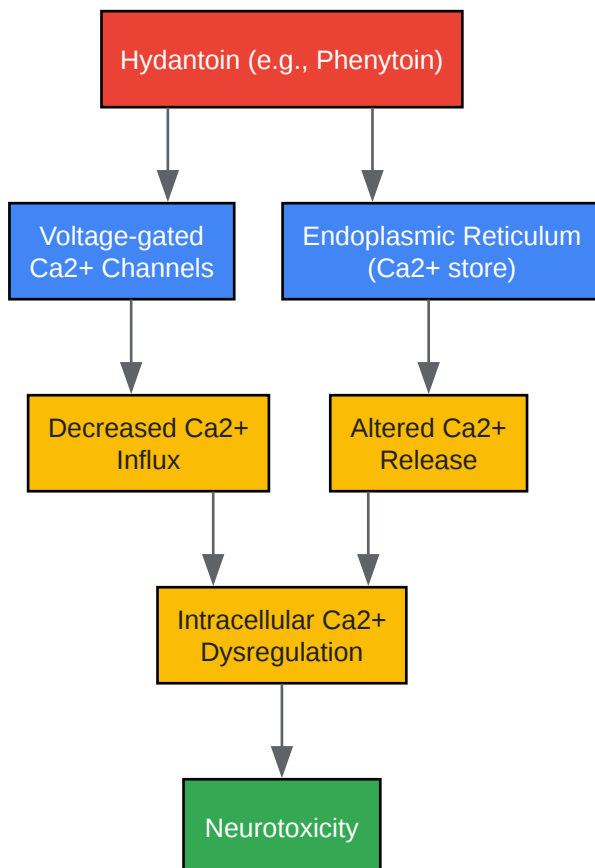 Hydantoin (e.g., Phenytoin)
Voltage-gated
Ca2+ Channels
Endoplasmic Reticulum
(Ca2+ store)
Decreased Ca2+
Influx
Altered Ca2+
Release
Intracellular Ca2+
Dysregulation
Neurotoxicity